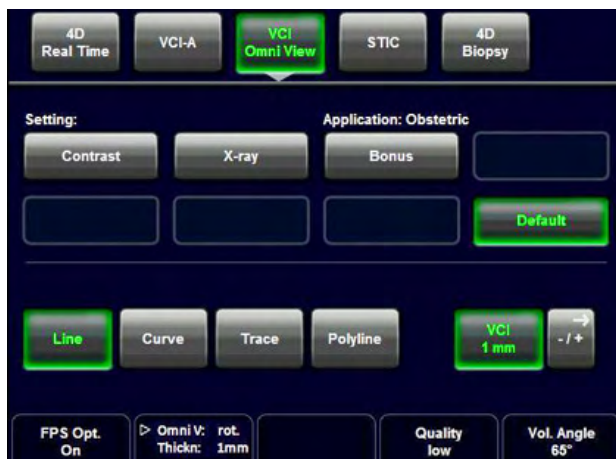 4D
Real Time
VCI-A
VCI
Omni View
STIC
4D
Biopsy
Setting:
Application: Obstetric
Contrast
X-ray
Bonus
Default
Line
Curve
Trace
Polyline
VCI
1 mm
- / +
FPS Opt.
On
Omni V: rot.
Thickn: 1mm
Quality
low
Vol. Angle
65°